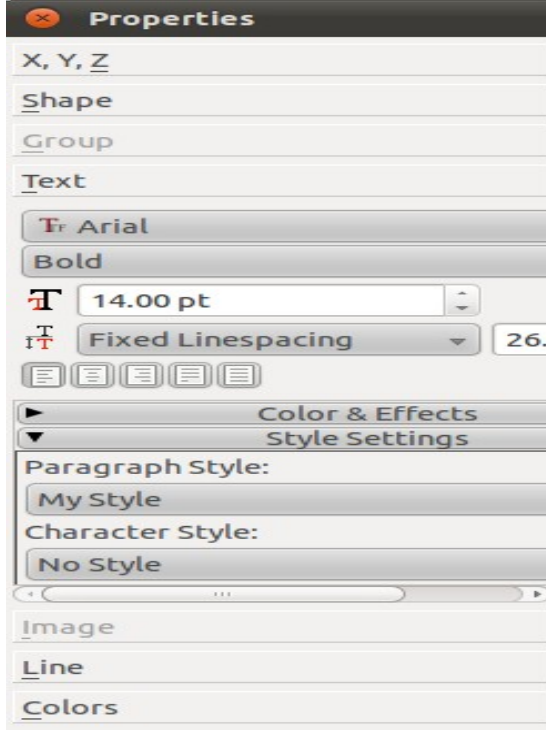 Properties
X, Y, Z
Shape
Group
Text
Arial
Bold
14.00 pt
Fixed Linespacing 26.
Color & Effects
Style Settings
Paragraph Style:
My Style
Character Style:
No Style
Image
Line
Colors